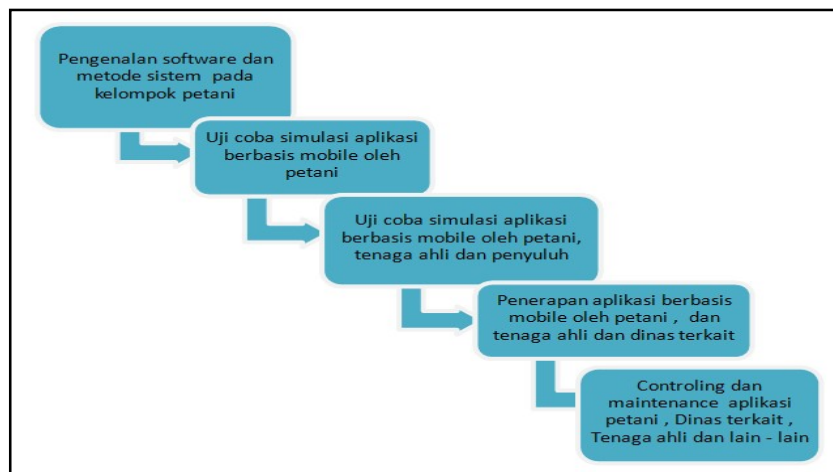 Pengenalan software dan
metode sistem pada
kelompok petani
Uji coba simulasi aplikasi
berbasis mobile oleh
petani
Uji coba simulasi aplikasi
berbasis mobile oleh petani,
tenaga ahli dan penyuluh
Penerapan aplikasi berbasis
mobile oleh petani , dan
tenaga ahli dan dinas terkait
Controling dan
maintenance aplikasi
petani , Dinas terkait ,
Tenaga ahli dan lain - lain